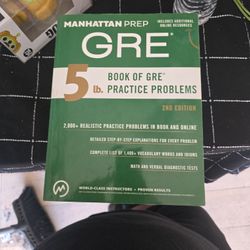 INCLUDES ADDITIONAL
ONLINE RESOURCES
MANHATTAN PREP
GRE®
5 lb.
BOOK OF GRE®
PRACTICE PROBLEMS
2ND EDITION
2,000+ REALISTIC PRACTICE PROBLEMS IN BOOK AND ONLINE
DETAILED STEP-BY-STEP EXPLANATIONS FOR EVERY PROBLEM
COMPLETE LIST OF 1,400+ VOCABULARY WORDS AND IDIOMS
MATH AND VERBAL DIAGNOSTIC TESTS
M
WORLD-CLASS INSTRUCTORS • PROVEN RESULTS